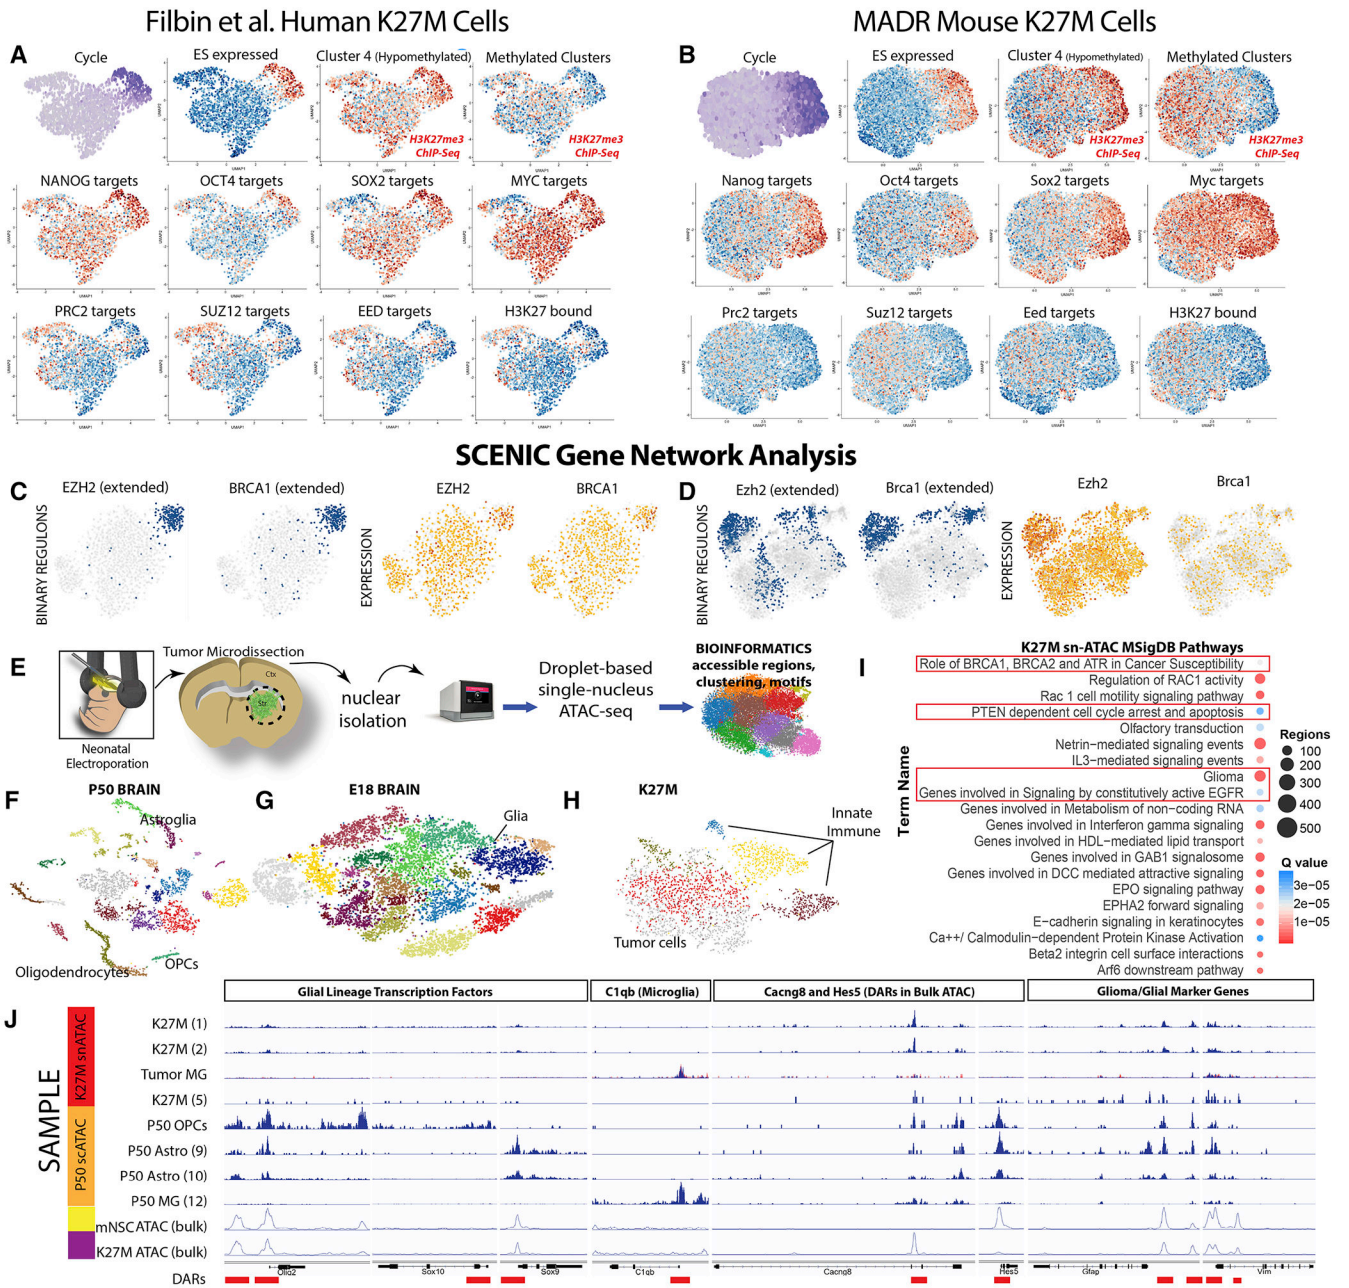 Filbin et al. Human K27M Cells
MADR Mouse K27M Cells
A
Cycle
ES expressed
Cluster 4 (Hypomethylated)
Methylated Clusters
H3K27me3
ChIP-Seq
H3K27me3
ChIP-Seq
NANOG targets
OCT4 targets
SOX2 targets
MYC targets
PRC2 targets
SUZ12 targets
EED targets
H3K27 bound
B
Cycle
ES expressed
Cluster 4 (Hypomethylated)
Methylated Clusters
H3K27me3
ChIP-Seq
H3K27me3
ChIP-Seq
Nanog targets
Oct4 targets
Sox2 targets
Myc targets
Prc2 targets
Suz12 targets
Eed targets
H3K27 bound
SCENIC Gene Network Analysis
C
BINARY REGULONS
EZH2 (extended)
BRCA1 (extended)
EXPRESSION
EZH2
BRCA1
D
BINARY REGULONS
Ezh2 (extended)
Brca1 (extended)
EXPRESSION
Ezh2
Brca1
E
Neonatal
Electroporation
Tumor Microdissection
Ctx
Str
nuclear
isolation
Droplet-based
single-nucleus
ATAC-seq
BIOINFORMATICS
accessible regions,
clustering, motifs
F
P50 BRAIN
Astroglia
Oligodendrocytes
OPCs
G
E18 BRAIN
Glia
H
K27M
Innate
Immune
Tumor cells
I
K27M sn-ATAC MSigDB Pathways
Term Name
Role of BRCA1, BRCA2 and ATR in Cancer Susceptibility
Regulation of RAC1 activity
Rac 1 cell motility signaling pathway
PTEN dependent cell cycle arrest and apoptosis
Olfactory transduction
Netrin-mediated signaling events
IL3-mediated signaling events
Glioma
Genes involved in Signaling by constitutively active EGFR
Genes involved in Metabolism of non-coding RNA
Genes involved in Interferon gamma signaling
Genes involved in HDL-mediated lipid transport
Genes involved in GAB1 signalosome
Genes involved in DCC mediated attractive signaling
EPO signaling pathway
EPHA2 forward signaling
E-cadherin signaling in keratinocytes
Ca++/ Calmodulin-dependent Protein Kinase Activation
Beta2 integrin cell surface interactions
Arf6 downstream pathway
Regions
100
200
300
400
500
Q value
3e-05
2e-05
1e-05
J
Glial Lineage Transcription Factors
C1qb (Microglia)
Cacng8 and Hes5 (DARs in Bulk ATAC)
Glioma/Glial Marker Genes
SAMPLE
K27M snATAC
P50 scATAC
K27M (1)
K27M (2)
Tumor MG
K27M (5)
P50 OPCs
P50 Astro (9)
P50 Astro (10)
P50 MG (12)
mNSC ATAC (bulk)
K27M ATAC (bulk)
DARs
Olig2
Sox10
Sox9
C1qb
Cacng8
Hes5
Gfap
Vim